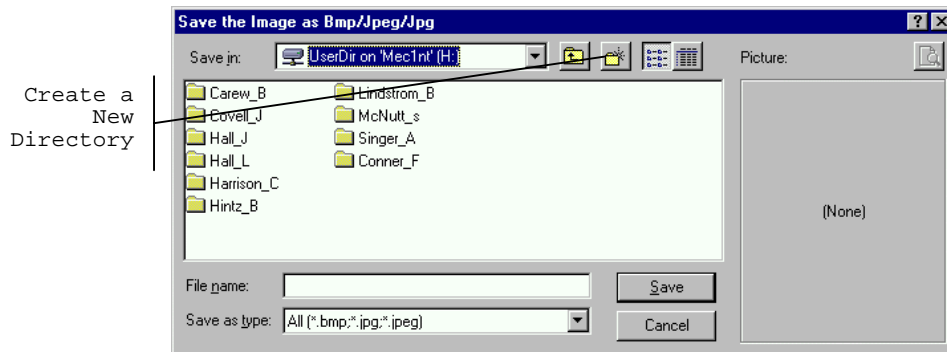 Save the Image as Bmp/Jpeg/Jpg
Save in: UserDir on 'Mec1nt' (H:)
Picture:
Create a
New
Directory
Carew_B
Covell_J
Hall_J
Hall_L
Harrison_C
Hintz_B
Lindstrom_B
McNutt_s
Singer_A
Conner_F
(None)
File name:
Save
Save as type: All (*.bmp;*.jpg;*.jpeg)
Cancel